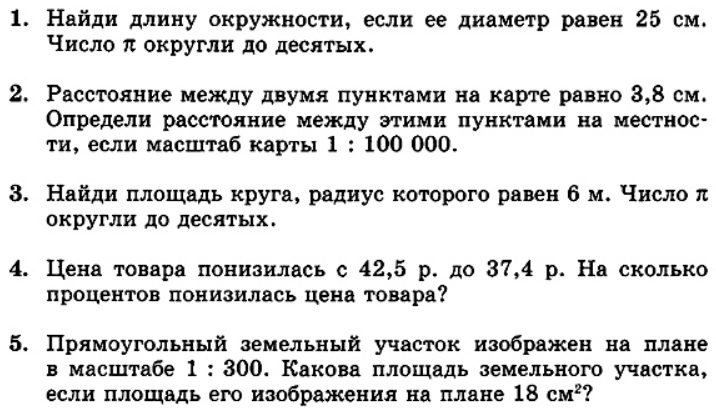 1. Найди длину окружности, если ее диаметр равен 25 см.
Число π округли до десятых.
2. Расстояние между двумя пунктами на карте равно 3,8 см.
Определи расстояние между этими пунктами на местнос-
ти, если масштаб карты 1 : 100 000.
3. Найди площадь круга, радиус которого равен 6 м. Число π
округли до десятых.
4. Цена товара понизилась с 42,5 р. до 37,4 р. На сколько
процентов понизилась цена товара?
5. Прямоугольный земельный участок изображен на плане
в масштабе 1 : 300. Какова площадь земельного участка,
если площадь его изображения на плане 18 см²?